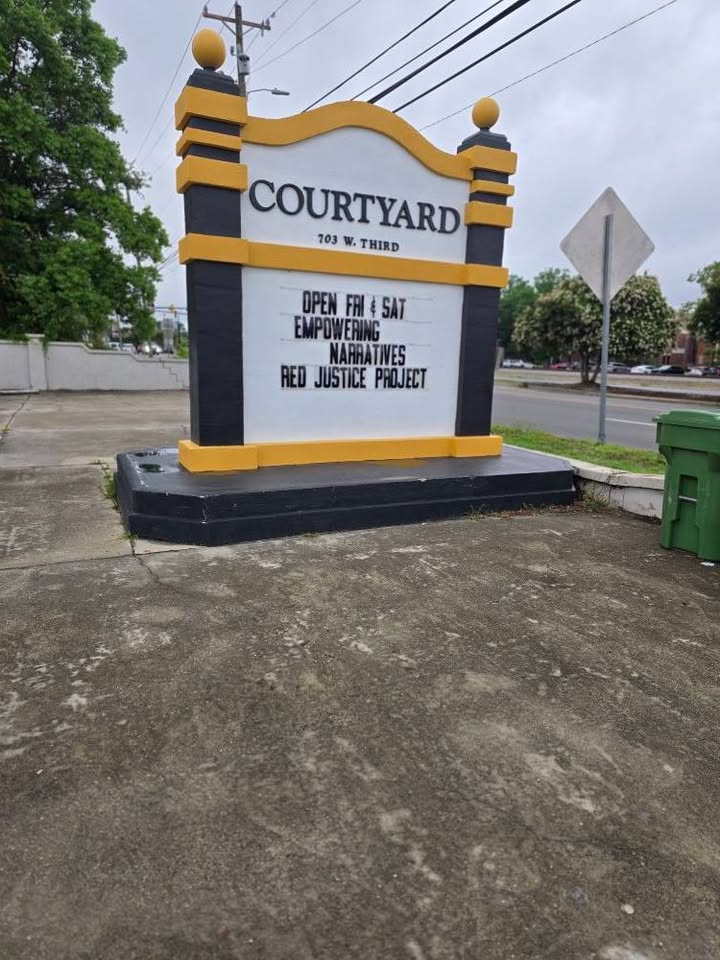 COURTYARD
703 W. THIRD
OPEN FRI & SAT
EMPOWERING
NARRATIVES
RED JUSTICE PROJECT